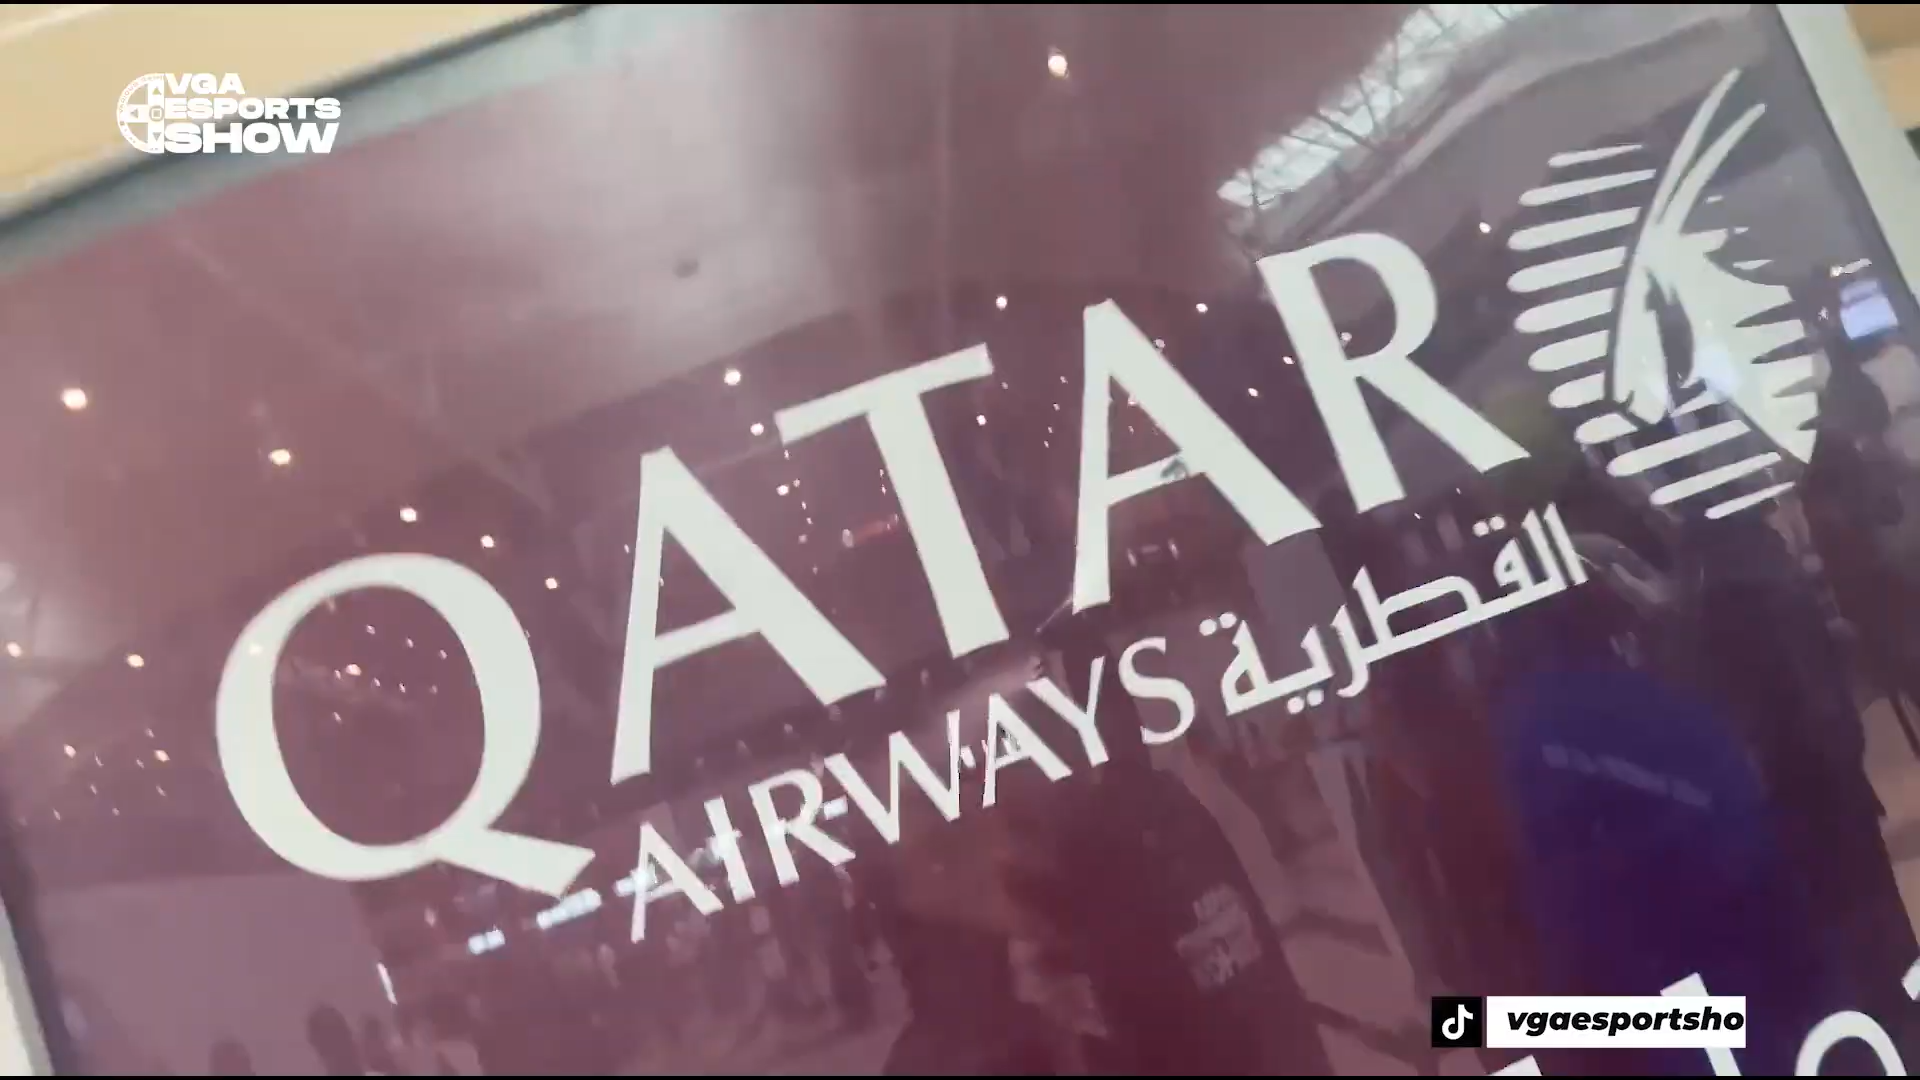 VGA
ESPORTS
SHOW
QATAR
AIRWAYS القطرية
vgaesportsho